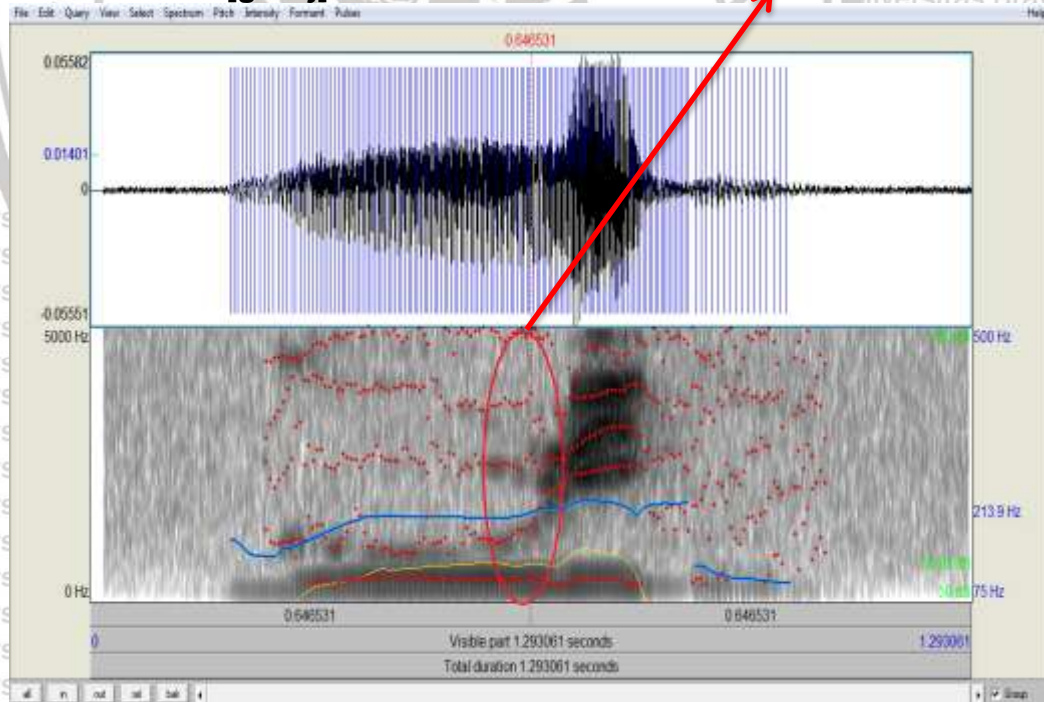 File Edit Query View Select Spectrum Pitch Intensity Formant Pulses Help
0.646531
0.05582
0.01401
0
-0.05551
5000 Hz 500 Hz
213.9 Hz
0 Hz 75 Hz
0.646531 0.646531
0 Visible part 1.293061 seconds 1.293061
Total duration 1.293061 seconds
all in out sel bak Group